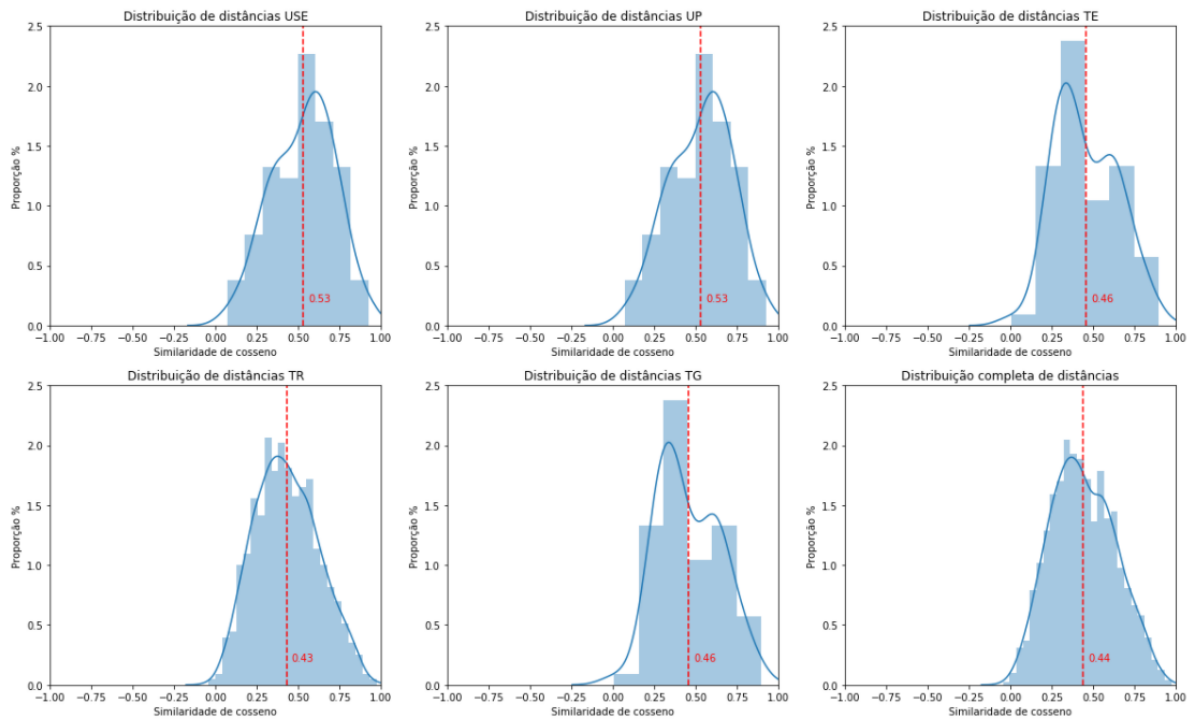 Distribuição de distâncias USE
Proporção %
2.5
2.0
1.5
1.0
0.5
0.0
0.53
−1.00 −0.75 −0.50 −0.25 0.00 0.25 0.50 0.75 1.00
Similaridade de cosseno
Distribuição de distâncias UP
Proporção %
2.5
2.0
1.5
1.0
0.5
0.0
0.53
−1.00 −0.75 −0.50 −0.25 0.00 0.25 0.50 0.75 1.00
Similaridade de cosseno
Distribuição de distâncias TE
Proporção %
2.5
2.0
1.5
1.0
0.5
0.0
0.46
−1.00 −0.75 −0.50 −0.25 0.00 0.25 0.50 0.75 1.00
Similaridade de cosseno
Distribuição de distâncias TR
Proporção %
2.5
2.0
1.5
1.0
0.5
0.0
0.43
−1.00 −0.75 −0.50 −0.25 0.00 0.25 0.50 0.75 1.00
Similaridade de cosseno
Distribuição de distâncias TG
Proporção %
2.5
2.0
1.5
1.0
0.5
0.0
0.46
−1.00 −0.75 −0.50 −0.25 0.00 0.25 0.50 0.75 1.00
Similaridade de cosseno
Distribuição completa de distâncias
Proporção %
2.5
2.0
1.5
1.0
0.5
0.0
0.44
−1.00 −0.75 −0.50 −0.25 0.00 0.25 0.50 0.75 1.00
Similaridade de cosseno